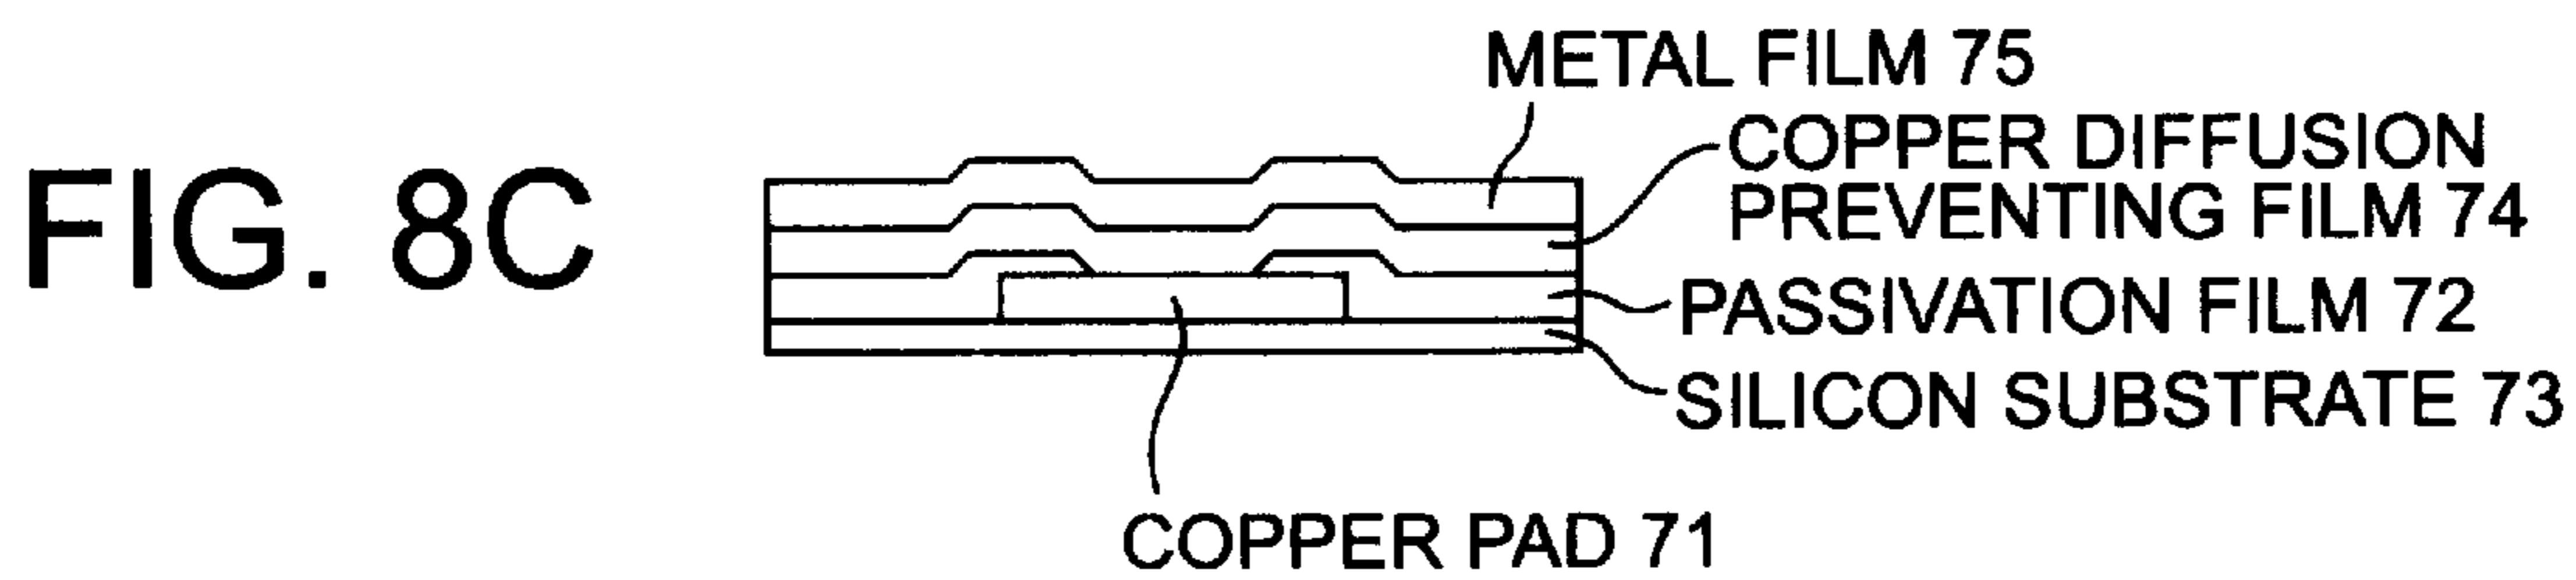 FIG. 8C
METAL FILM 75
COPPER DIFFUSION
PREVENTING FILM 74
PASSIVATION FILM 72
SILICON SUBSTRATE 73
COPPER PAD 71